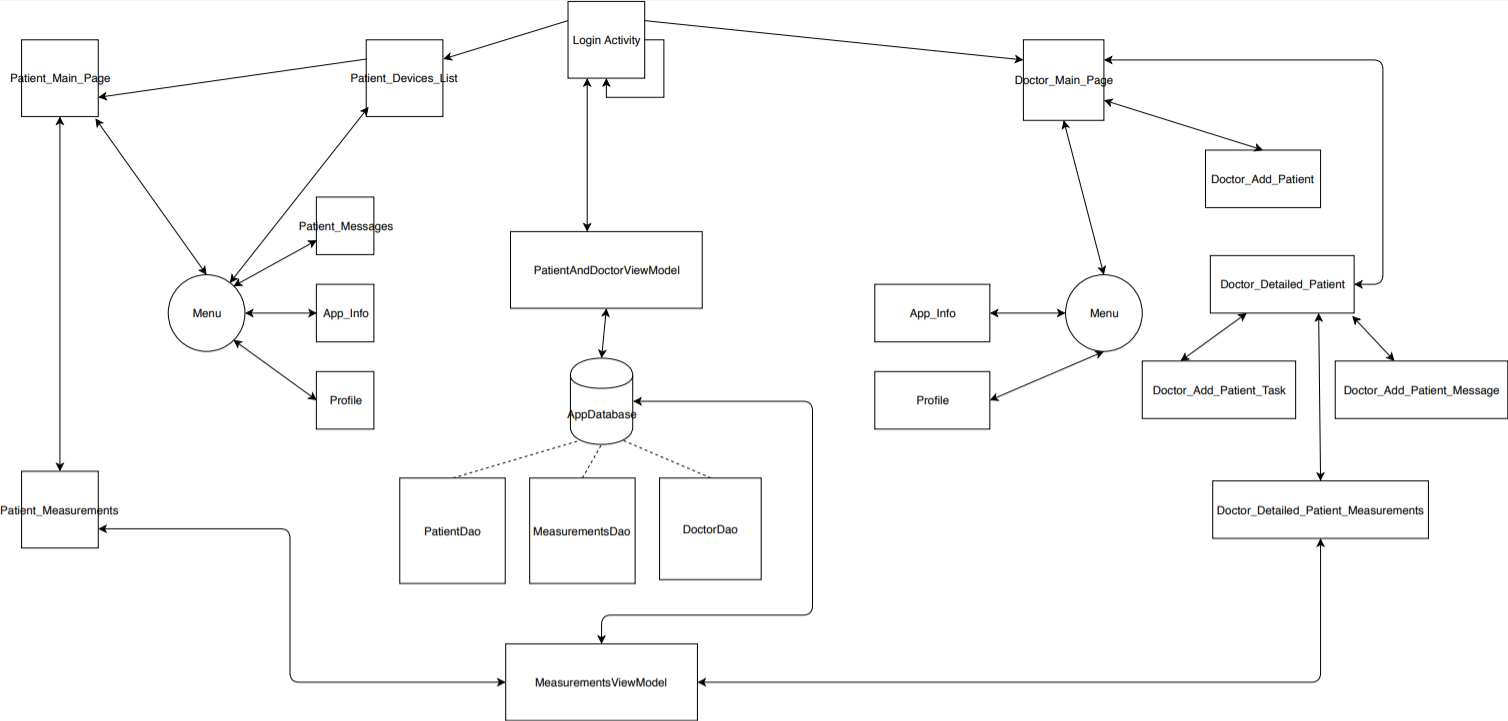 Login Activity
Patient_Main_Page
Patient_Devices_List
Doctor_Main_Page
Doctor_Add_Patient
Patient_Messages
PatientAndDoctorViewModel
Doctor_Detailed_Patient
Menu
App_Info
App_Info
Menu
Profile
AppDatabase
Profile
Doctor_Add_Patient_Task
Doctor_Add_Patient_Message
Patient_Measurements
PatientDao
MeasurementsDao
DoctorDao
Doctor_Detailed_Patient_Measurements
MeasurementsViewModel